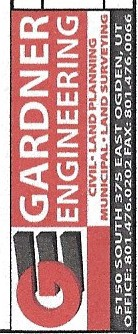 GARDNER
ENGINEERING
CIVIL • LAND PLANNING
MUNICIPAL • LAND SURVEYING
5150 SOUTH 375 EAST OGDEN, UT
OFFICE: 801.476.0202 FAX: 801.476.0066